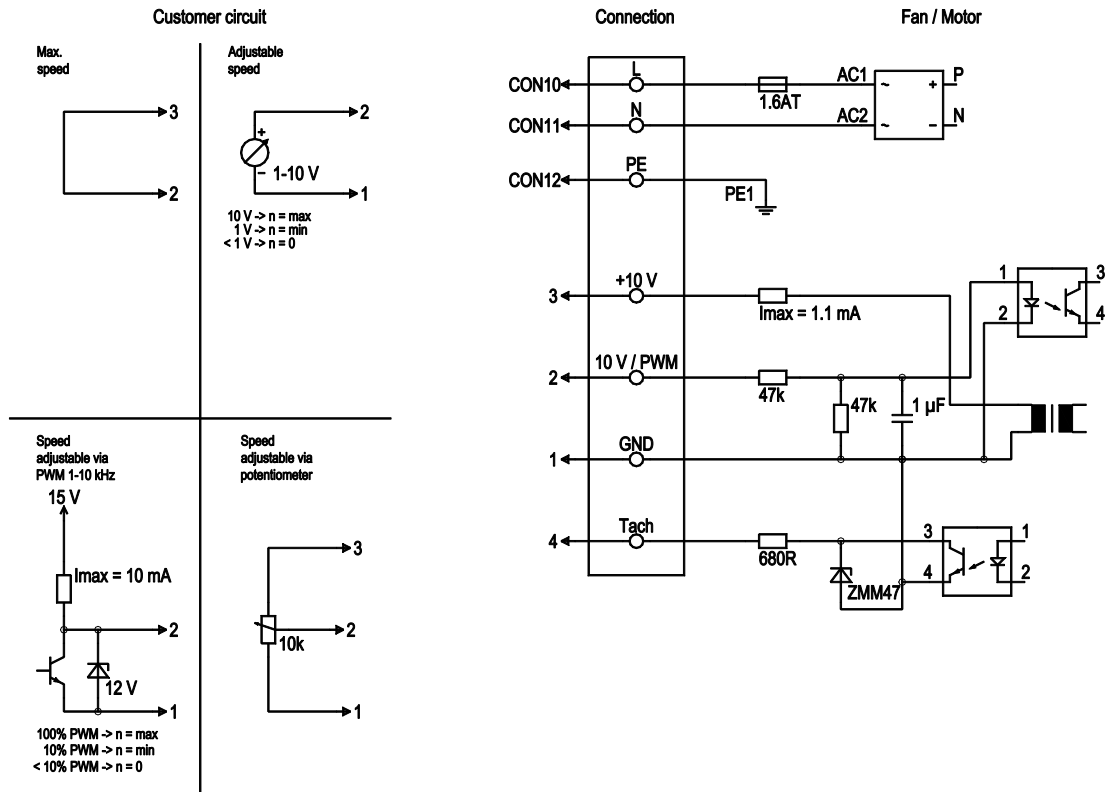 Customer circuit
Connection
Fan / Motor
Max.
speed
3
2
Adjustable
speed
2
+
−
1-10 V
1
10 V -> n = max
1 V -> n = min
< 1 V -> n = 0
Speed
adjustable via
PWM 1-10 kHz
15 V
Imax = 10 mA
2
12 V
1
100% PWM -> n = max
10% PWM -> n = min
< 10% PWM -> n = 0
Speed
adjustable via
potentiometer
3
2
10k
1
CON10
L
1.6AT
AC1
~
+
P
CON11
N
AC2
~
−
N
CON12
PE
PE1
3
+10 V
Imax = 1.1 mA
1
2
3
4
2
10 V / PWM
47k
47k
1 µF
1
GND
4
Tach
680R
ZMM47
3
4
1
2